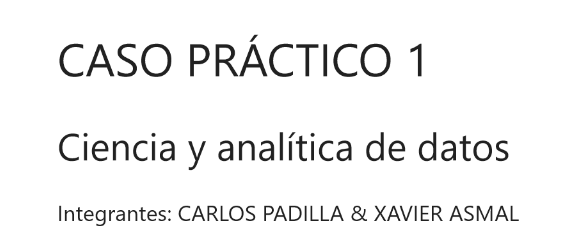 CASO PRÁCTICO 1
Ciencia y analítica de datos
Integrantes: CARLOS PADILLA & XAVIER ASMAL